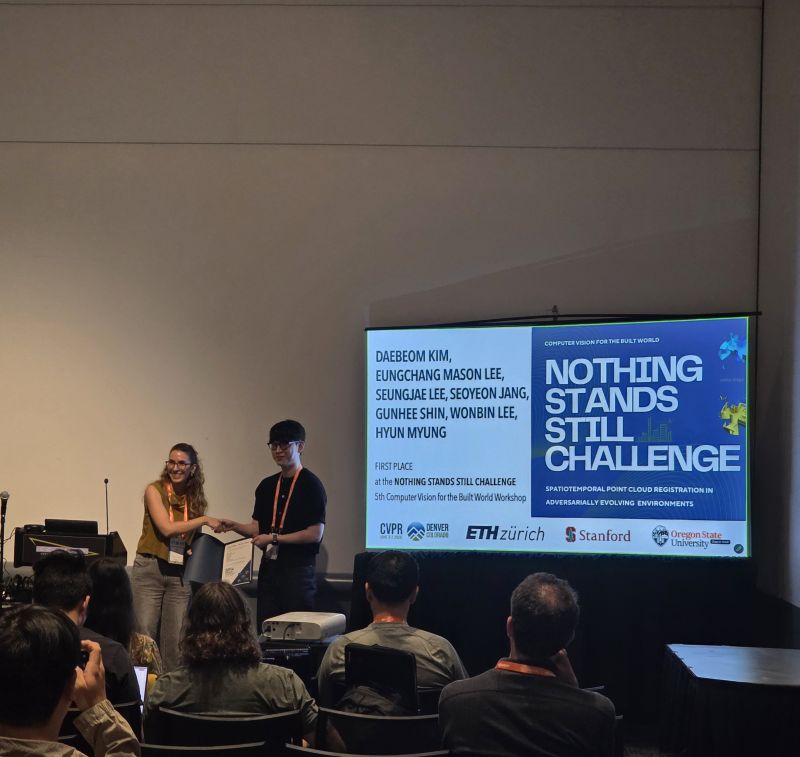 DAEBEOM KIM,
EUNGCHANG MASON LEE,
SEUNGJAE LEE, SEOYEON JANG,
GUNHEE SHIN, WONBIN LEE,
HYUN MYUNG
FIRST PLACE
at the NOTHING STANDS STILL CHALLENGE
5th Computer Vision for the Built World Workshop
COMPUTER VISION FOR THE BUILT WORLD
NOTHING
STANDS
STILL
CHALLENGE
SPATIOTEMPORAL POINT CLOUD REGISTRATION IN
ADVERSARIALLY EVOLVING ENVIRONMENTS
CVPR
DENVER
COLORADO
ETH zürich
Stanford
Oregon State
University